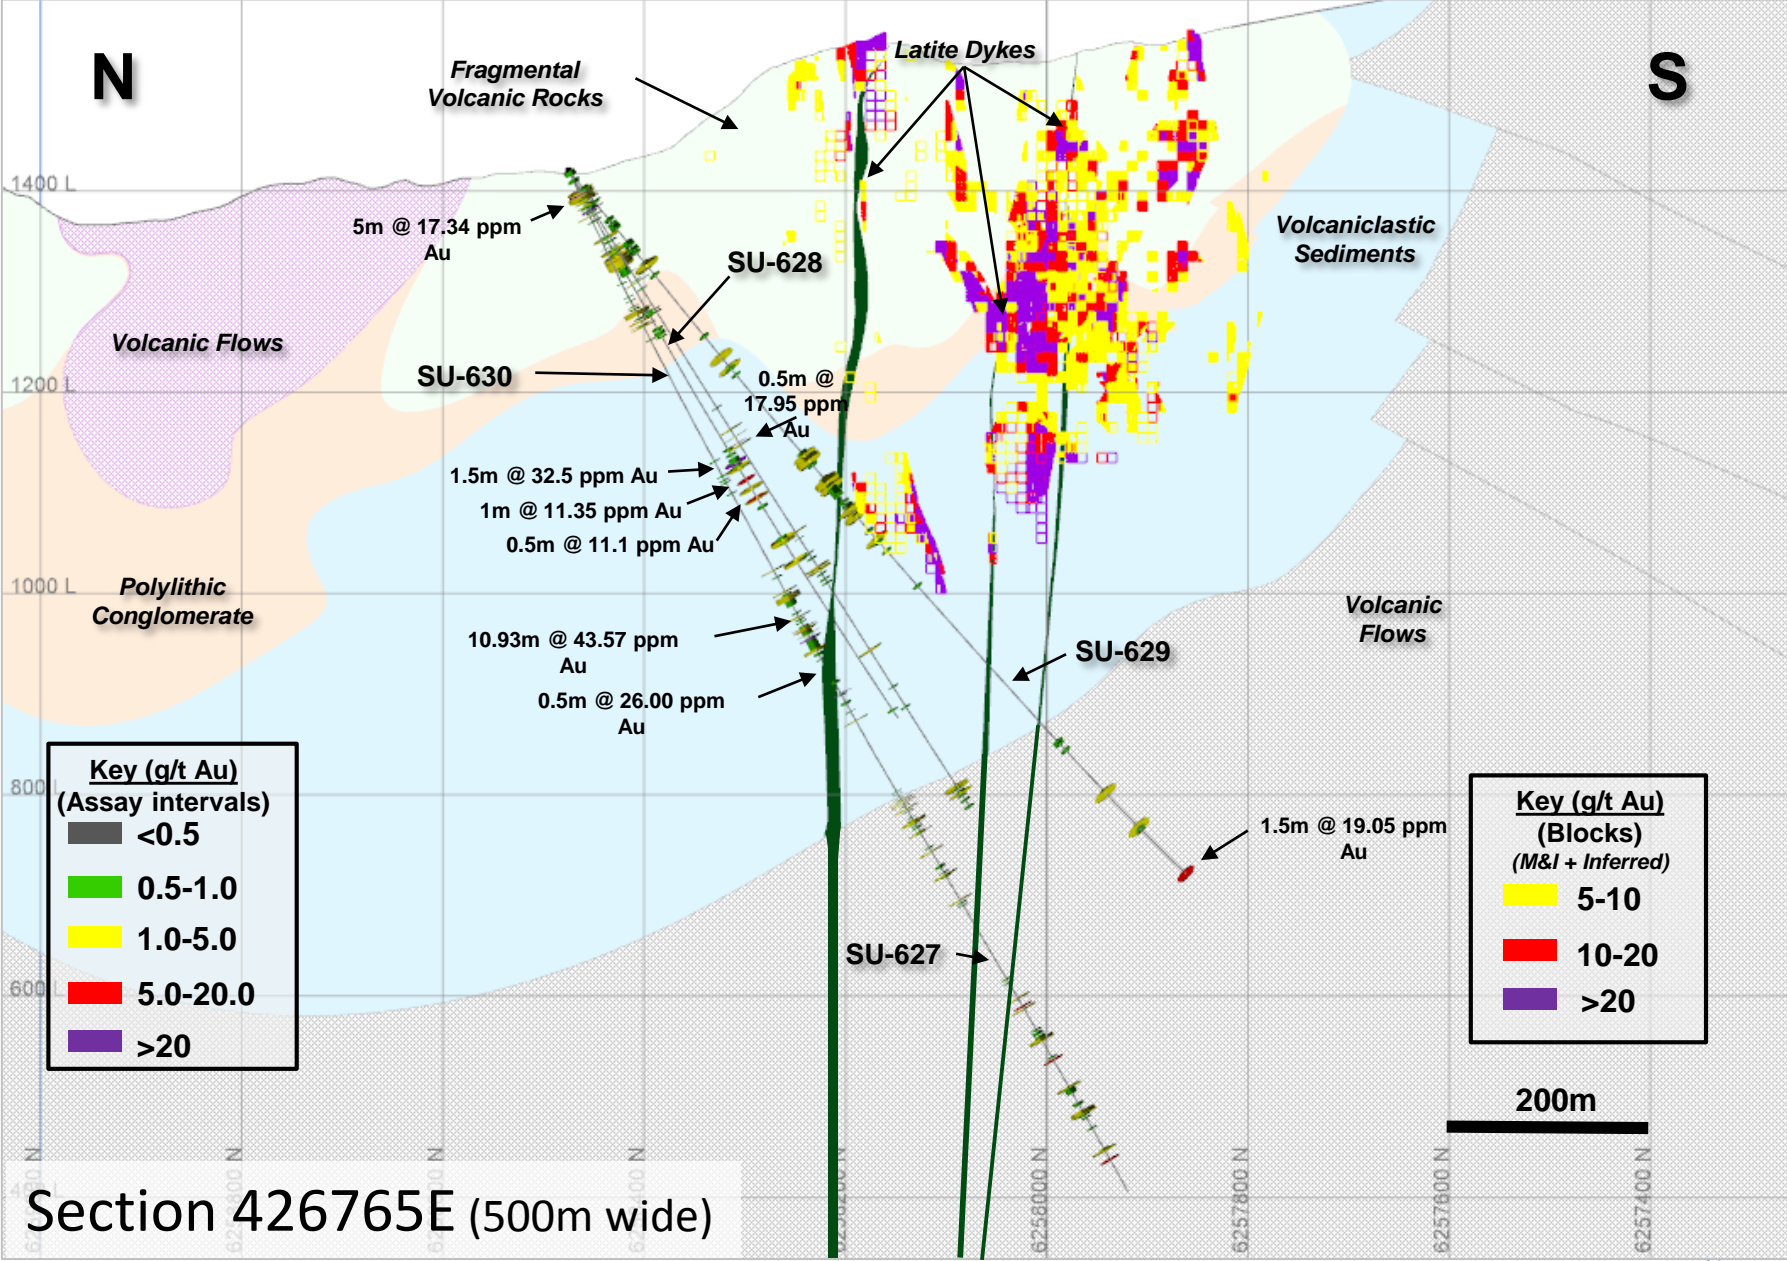 N
S
Latite Dykes
Fragmental
Volcanic Rocks
1400 L
5m @ 17.34 ppm
Au
SU-628
Volcaniclastic
Sediments
Volcanic Flows
SU-630
1200 L
0.5m @
17.95 ppm
Au
1.5m @ 32.5 ppm Au
1m @ 11.35 ppm Au
0.5m @ 11.1 ppm Au
1000 L
Polylithic
Conglomerate
Volcanic
Flows
10.93m @ 43.57 ppm
Au
SU-629
0.5m @ 26.00 ppm
Au
Key (g/t Au)
(Assay intervals)
<0.5
0.5-1.0
1.0-5.0
5.0-20.0
>20
800 L
600 L
1.5m @ 19.05 ppm
Au
Key (g/t Au)
(Blocks)
(M&I + Inferred)
5-10
10-20
>20
SU-627
200m
6258000 N
6257800 N
6257600 N
6257400 N
Section 426765E (500m wide)